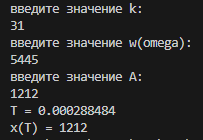 введите значение k:
31
введите значение w(omega):
5445
введите значение A:
1212
T = 0.000288484
x(T) = 1212